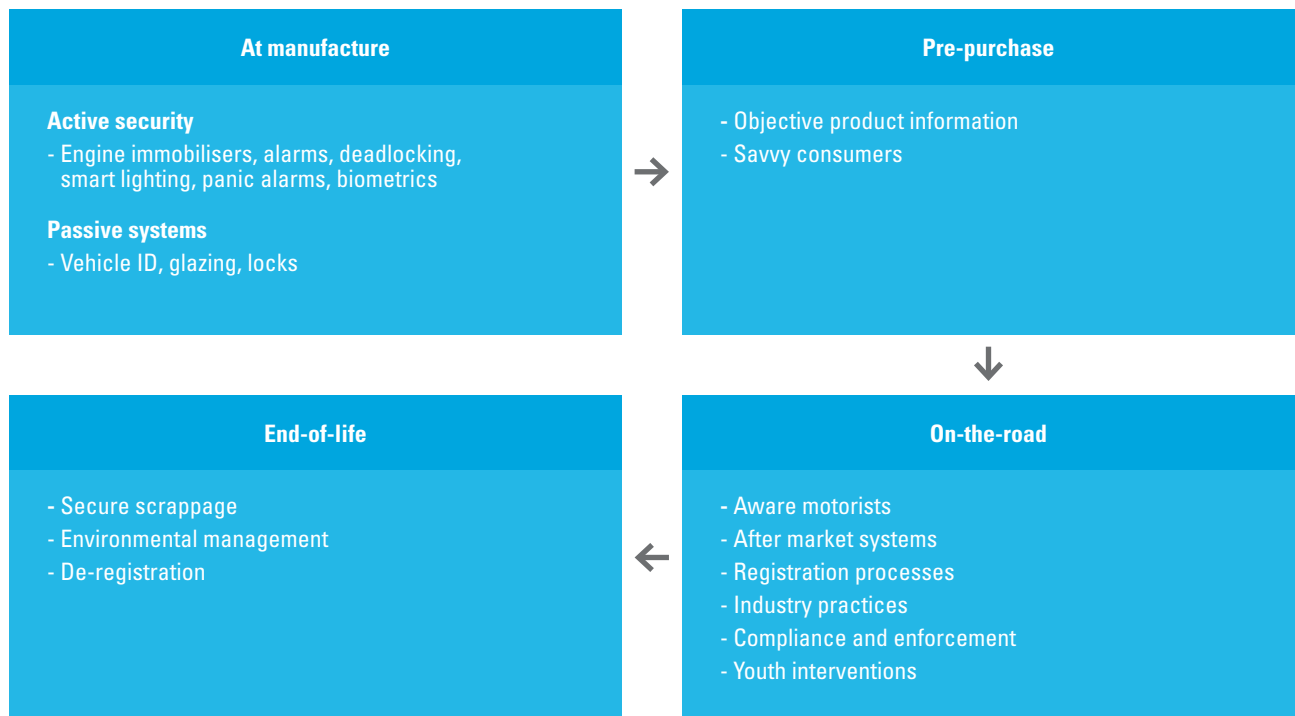 At manufacture
Active security
- Engine immobilisers, alarms, deadlocking,
smart lighting, panic alarms, biometrics
Passive systems
- Vehicle ID, glazing, locks
Pre-purchase
- Objective product information
- Savvy consumers
On-the-road
- Aware motorists
- After market systems
- Registration processes
- Industry practices
- Compliance and enforcement
- Youth interventions
End-of-life
- Secure scrappage
- Environmental management
- De-registration